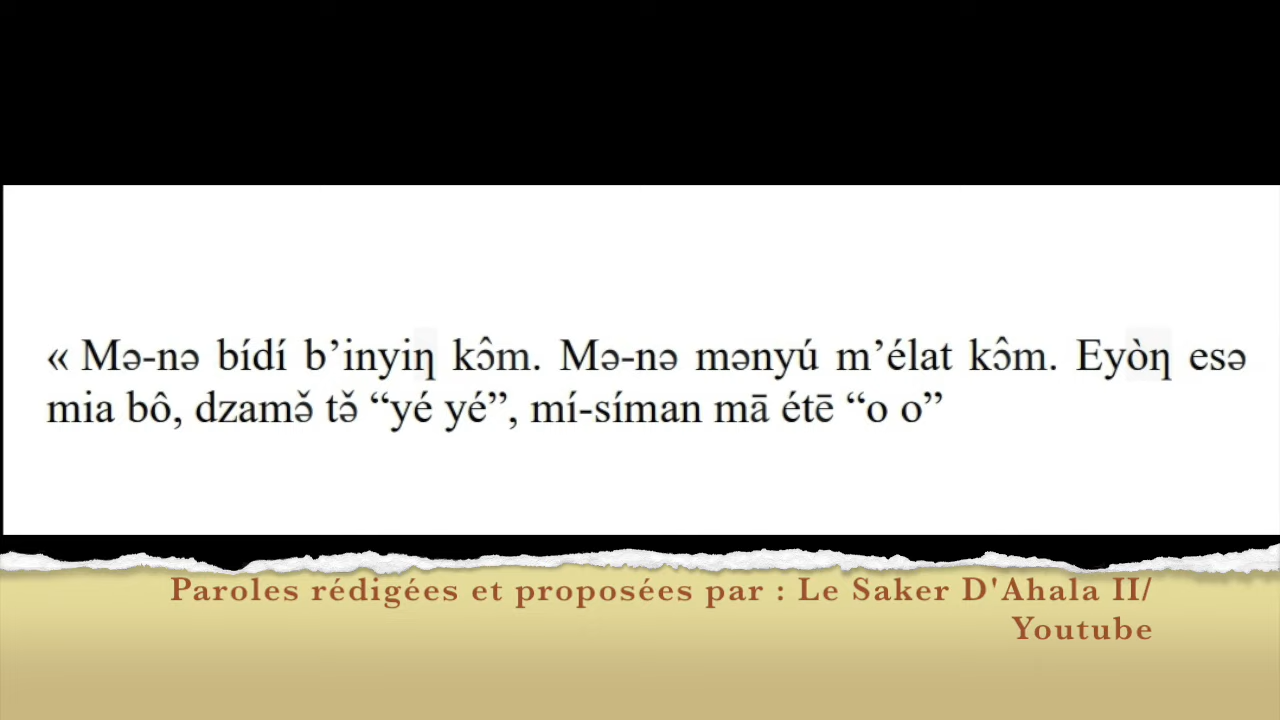 « Mə-nə bídí b’inyiŋ kɔ̂m. Mə-nə mənyú m’élat kɔ̂m. Eyòŋ esə
mia bô, dzamə̌ tə̌ “yé yé”, mí-síman mā étē “o o”
Paroles rédigées et proposées par : Le Saker D'Ahala II/
Youtube